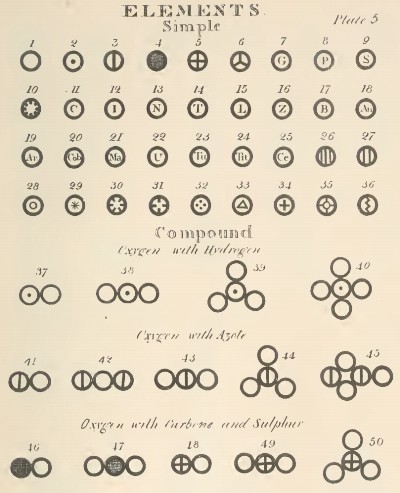 ELEMENTS. Plate 5
Simple
1 2 3 4 5 6 7 8 9
G P S
10 11 12 13 14 15 16 17 18
C I N T L Z B Au
19 20 21 22 23 24 25 26 27
Ar Cob Ma U Tit Ce
28 29 30 31 32 33 34 35 36
Compound
Oxygen with Hydrogen
37 38 39 40
Oxygen with Azote
41 42 43 44 45
Oxygen with Carbone and Sulphur
46 47 48 49 50